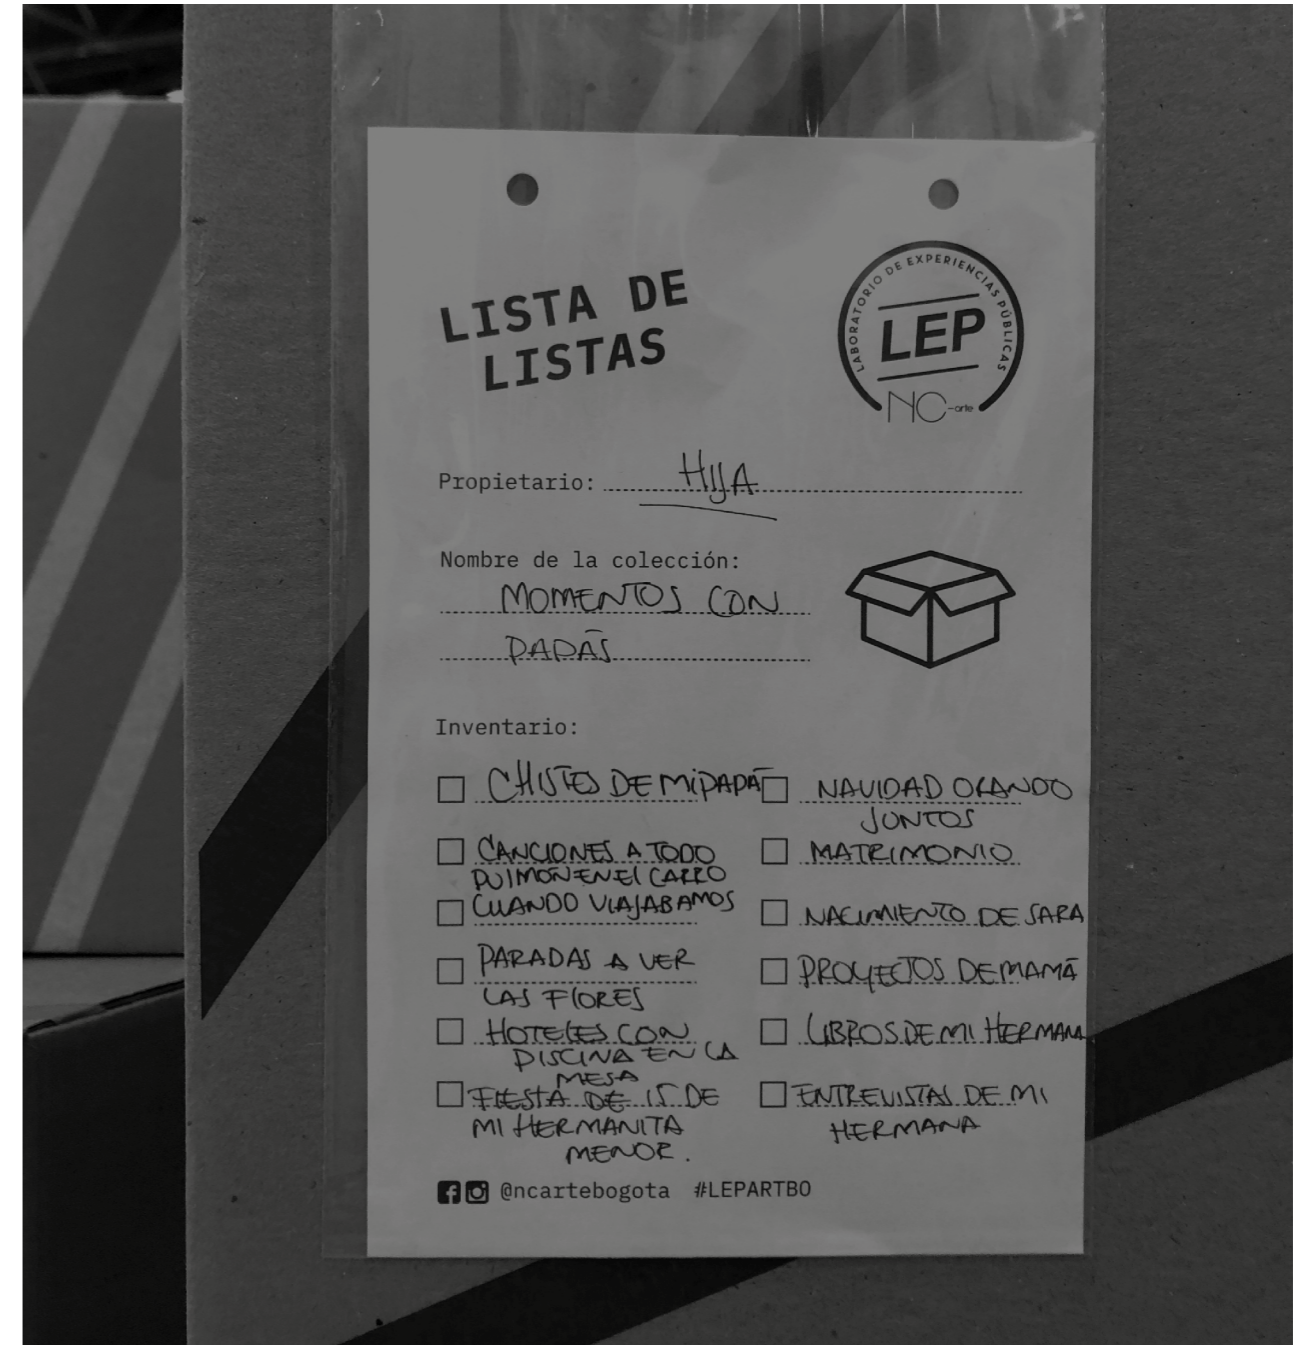 LISTA DE
LISTAS
LABORATORIO DE EXPERIENCIAS PÚBLICAS
LEP
NC-arte
Propietario: HIJA
Nombre de la colección:
MOMENTOS CON
PAPÁS
Inventario:
CHISTES DE MI PAPÁ
CANCIONES A TODO
PULMON EN El CARRO
CUANDO VIAJABAMOS
PARADAS A VER
LAS FlORES
HOTELES CON
PISCINA EN LA
MESA
FIESTA DE 15 DE
MI HERMANITA
MENOR.
NAVIDAD ORANDO
JUNTOS
MATRIMONIO
NACIMIENTO DE SARA
PROYECTOS DE MAMÁ
LIBROS DE MI HERMANA
ENTREVISTAS DE MI
HERMANA
@ncartebogota #LEPARTBO